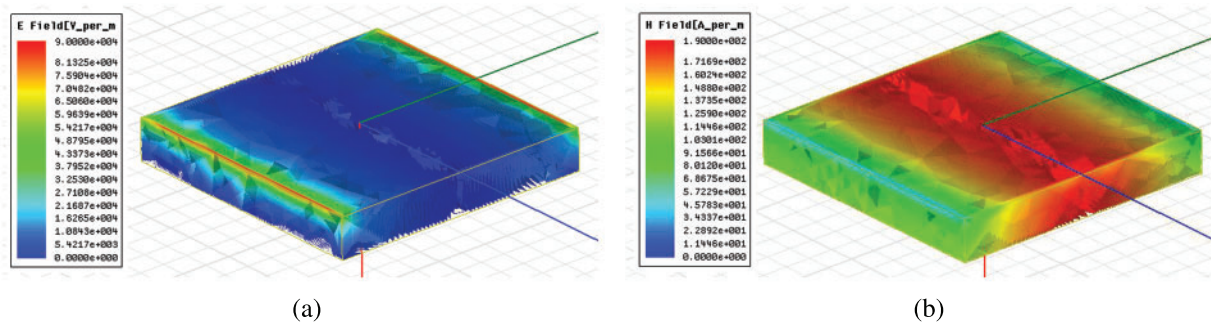 E Field[V_per_m
9.0000e+004
8.1325e+004
7.5904e+004
7.0482e+004
6.5060e+004
5.9639e+004
5.4217e+004
4.8795e+004
4.3373e+004
3.7952e+004
3.2530e+004
2.7108e+004
2.1687e+004
1.6265e+004
1.0843e+004
5.4217e+003
0.0000e+000
(a)
H Field[A_per_m
1.9000e+002
1.7169e+002
1.6024e+002
1.4880e+002
1.3735e+002
1.2590e+002
1.1446e+002
1.0301e+002
9.1566e+001
8.0120e+001
6.8675e+001
5.7229e+001
4.5783e+001
3.4337e+001
2.2892e+001
1.1446e+001
0.0000e+000
(b)